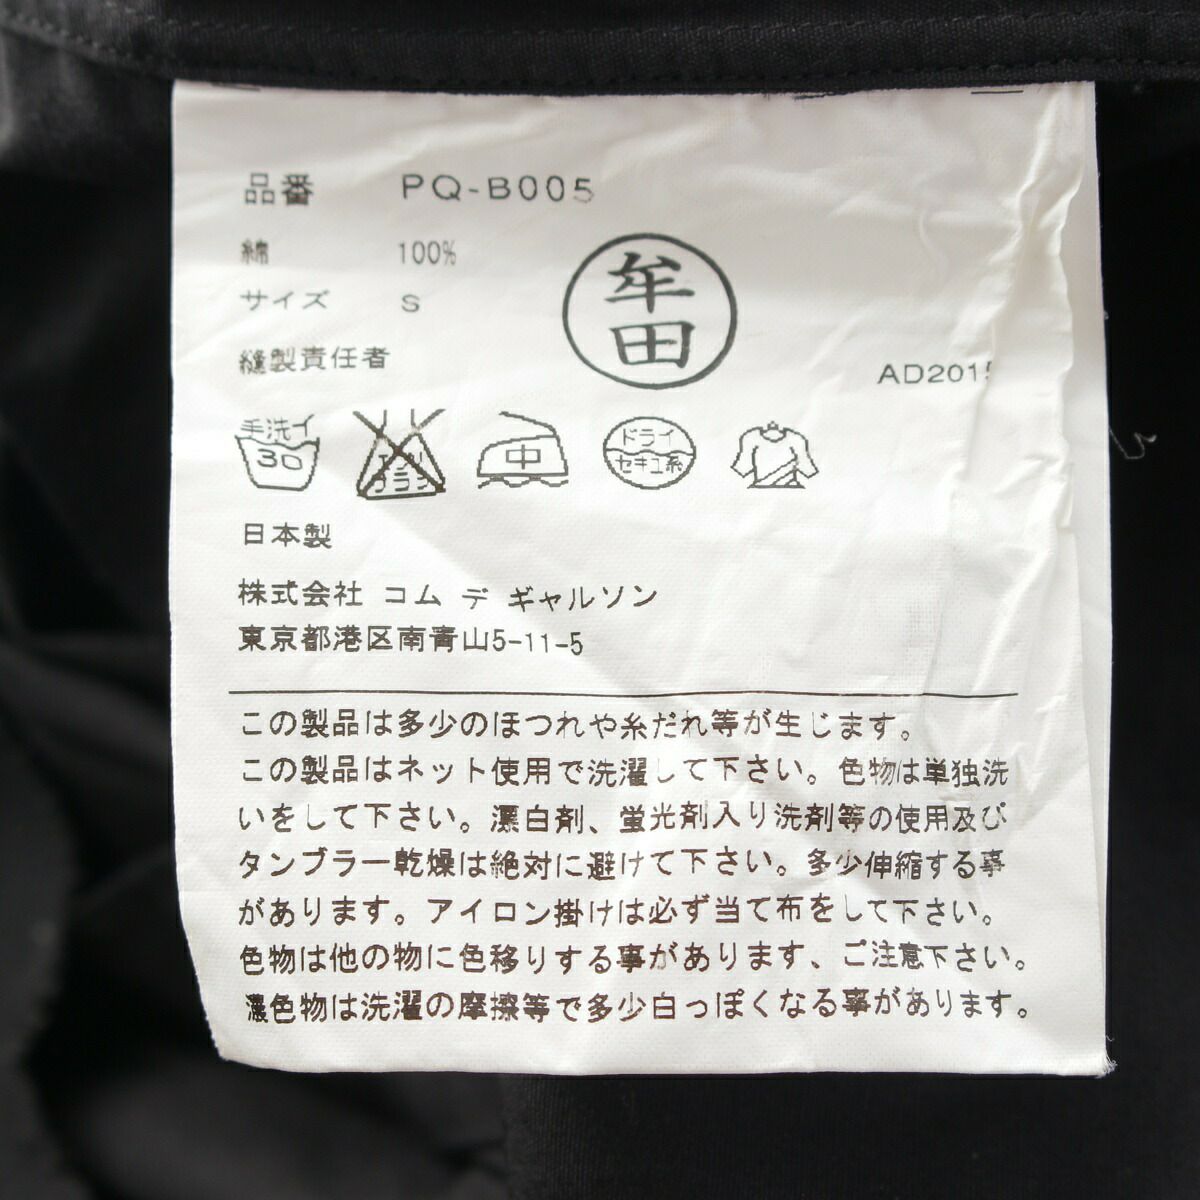 品番 PQ-B005
綿 100%
サイズ S
縫製責任者
牟田
AD2015
手洗イ
30
エンソ
サラシ
中
ドライ
セキユ系
日本製
株式会社 コム デ ギャルソン
東京都港区南青山5-11-5
この製品は多少のほつれや糸だれ等が生じます。
この製品はネット使用で洗濯して下さい。色物は単独洗
いをして下さい。漂白剤、蛍光剤入り洗剤等の使用及び
タンブラー乾燥は絶対に避けて下さい。多少伸縮する事
があります。アイロン掛けは必ず当て布をして下さい。
色物は他の物に色移りする事があります、ご注意下さい。
濃色物は洗濯の摩擦等で多少白っぽくなる事があります。